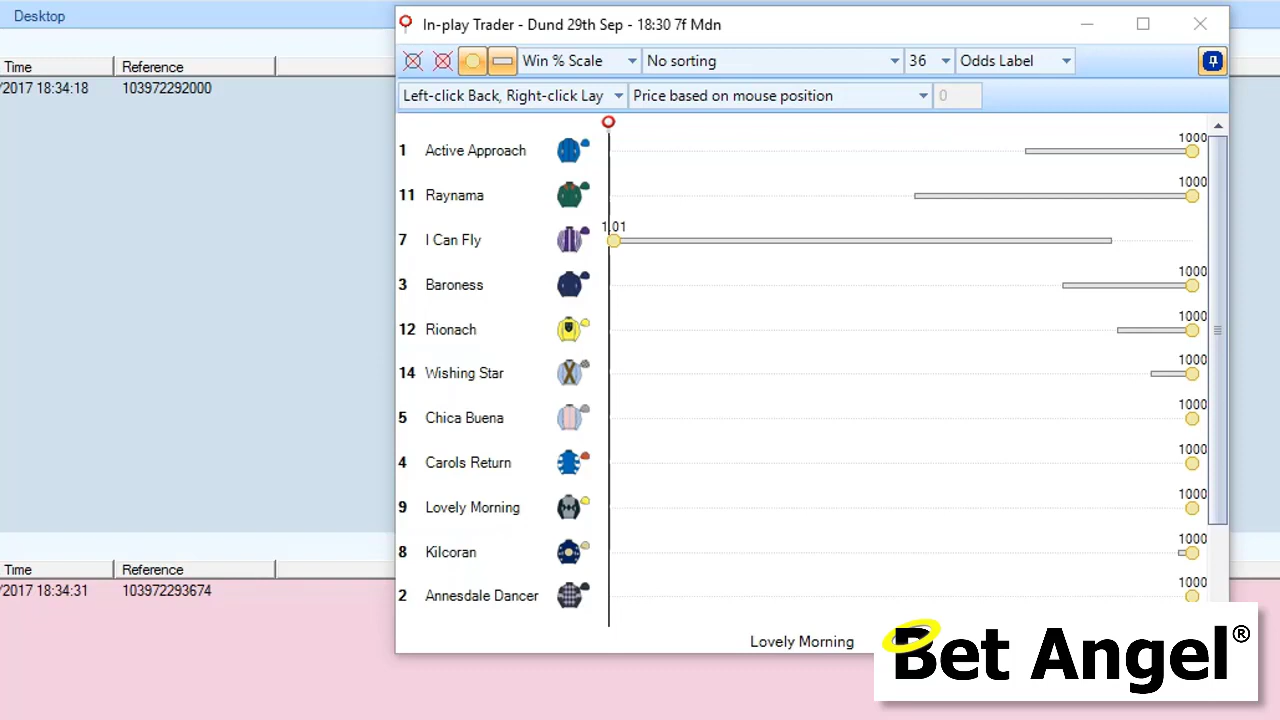 Desktop
In-play Trader - Dund 29th Sep - 18:30 7f Mdn
Win % Scale No sorting 36 Odds Label
Left-click Back, Right-click Lay Price based on mouse position 0
Time Reference
/2017 18:34:18 103972292000
1 Active Approach 1000
11 Raynama 1000
7 I Can Fly 1.01
3 Baroness 1000
12 Rionach 1000
14 Wishing Star 1000
5 Chica Buena 1000
4 Carols Return 1000
9 Lovely Morning 1000
8 Kilcoran 1000
2 Annesdale Dancer 1000
Time Reference
/2017 18:34:31 103972293674
Lovely Morning
Bet Angel®